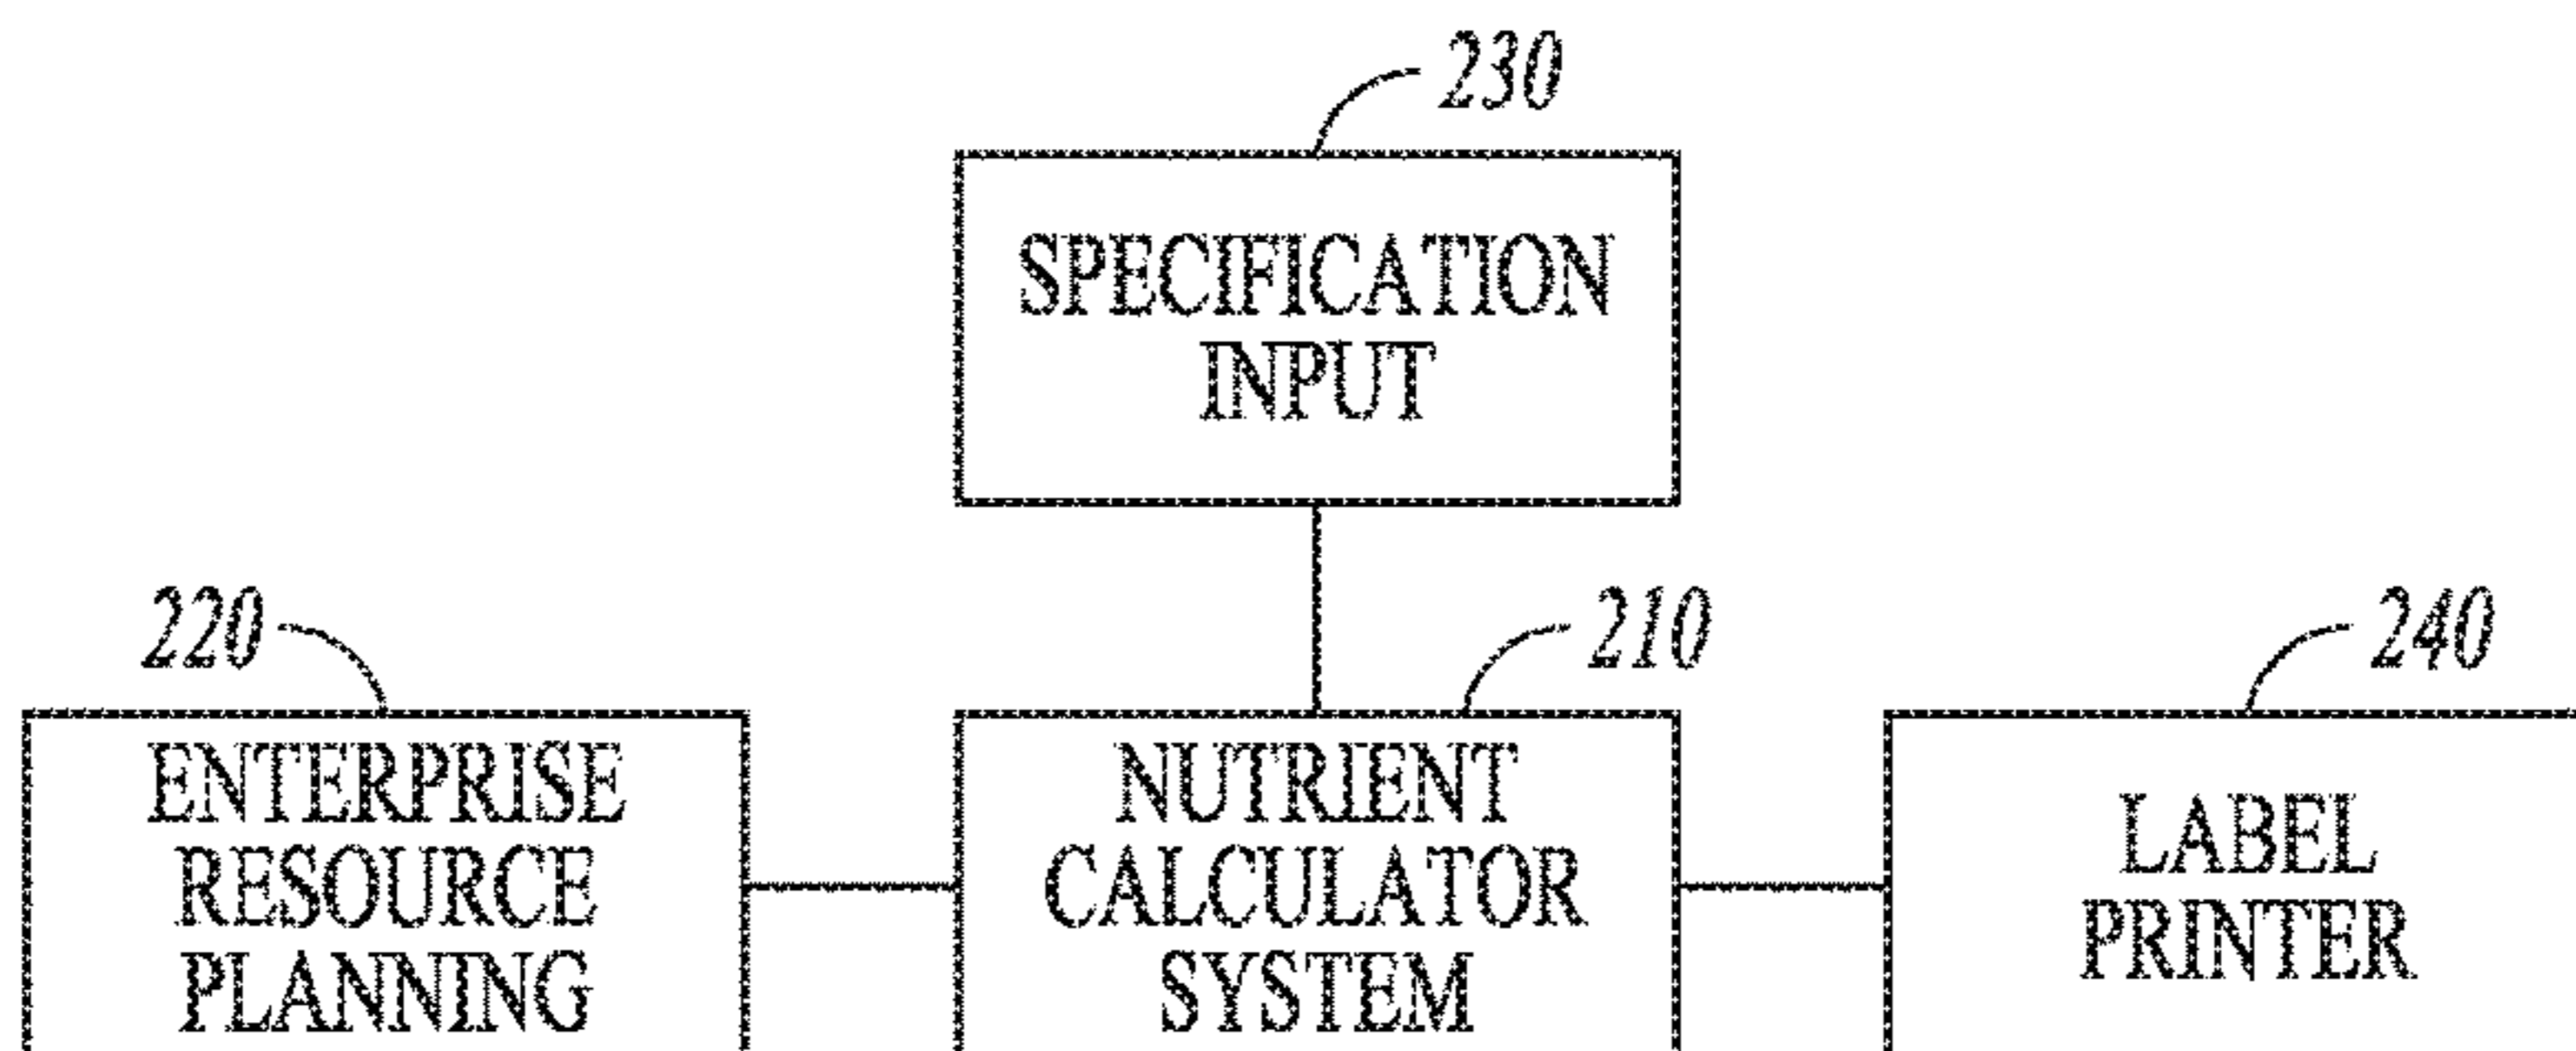 230
SPECIFICATION
INPUT
220
210
240
ENTERPRISE
RESOURCE
PLANNING
NUTRIENT
CALCULATOR
SYSTEM
LABEL
PRINTER